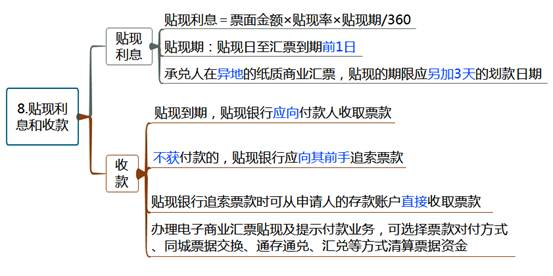 贴现利息=票面金额×贴现率×贴现期/360
贴现
利息
贴现期：贴现日至汇票到期前1日
承兑人在异地的纸质商业汇票，贴现的期限应另加3天的划款日期
8.贴现利
息和收款
贴现到期，贴现银行应向付款人收取票款
收
款
不获付款的，贴现银行应向其前手追索票款
贴现银行追索票款时可从申请人的存款账户直接收取票款
办理电子商业汇票贴现及提示付款业务，可选择票款对付方式
、同城票据交换、通存通兑、汇兑等方式清算票据资金